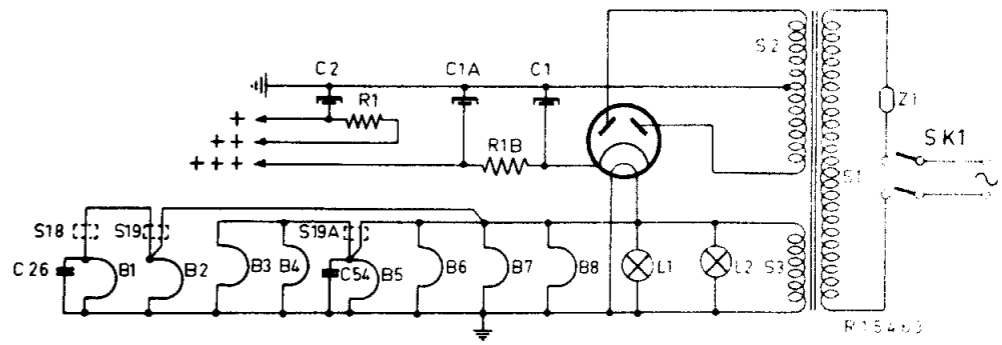 S2
C2
C1A
C1
R1
Z1
+
++
R1B
SK1
+++
S1
S18
S19
S19A
C26
B1
B2
B3
B4
C54
B5
B6
B7
B8
L1
L2
S3
R15463